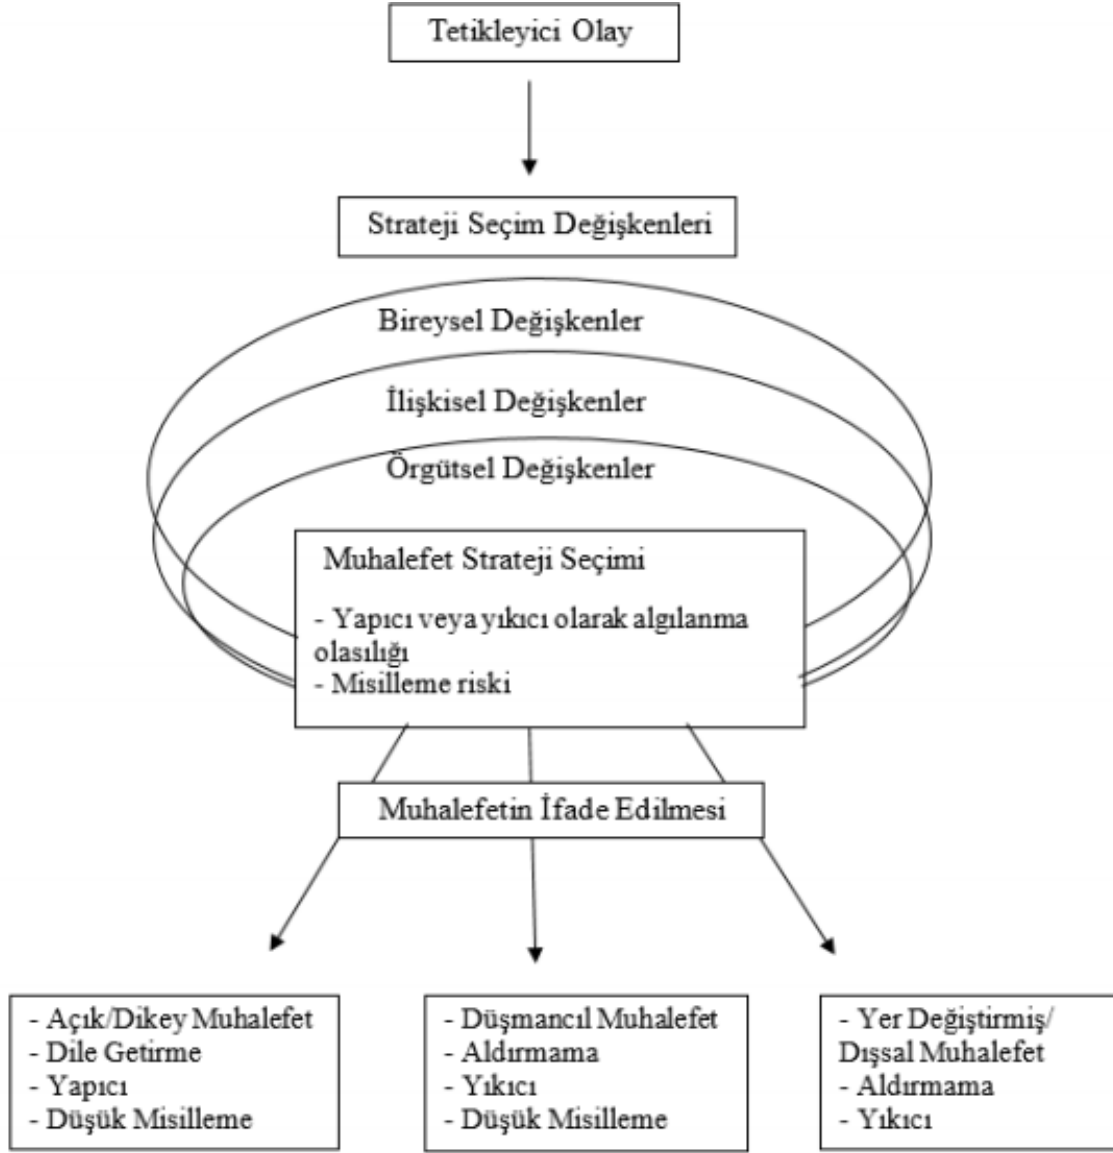 Tetikleyici Olay
Strateji Seçim Değişkenleri
Bireysel Değişkenler
İlişkisel Değişkenler
Örgütsel Değişkenler
Muhalefet Strateji Seçimi
- Yapıcı veya yıkıcı olarak algılanma
olasılığı
- Misilleme riski
Muhalefetin İfade Edilmesi
- Açık/Dikey Muhalefet
- Dile Getirme
- Yapıcı
- Düşük Misilleme
- Düşmancıl Muhalefet
- Aldırmama
- Yıkıcı
- Düşük Misilleme
- Yer Değiştirmiş/
Dışsal Muhalefet
- Aldırmama
- Yıkıcı